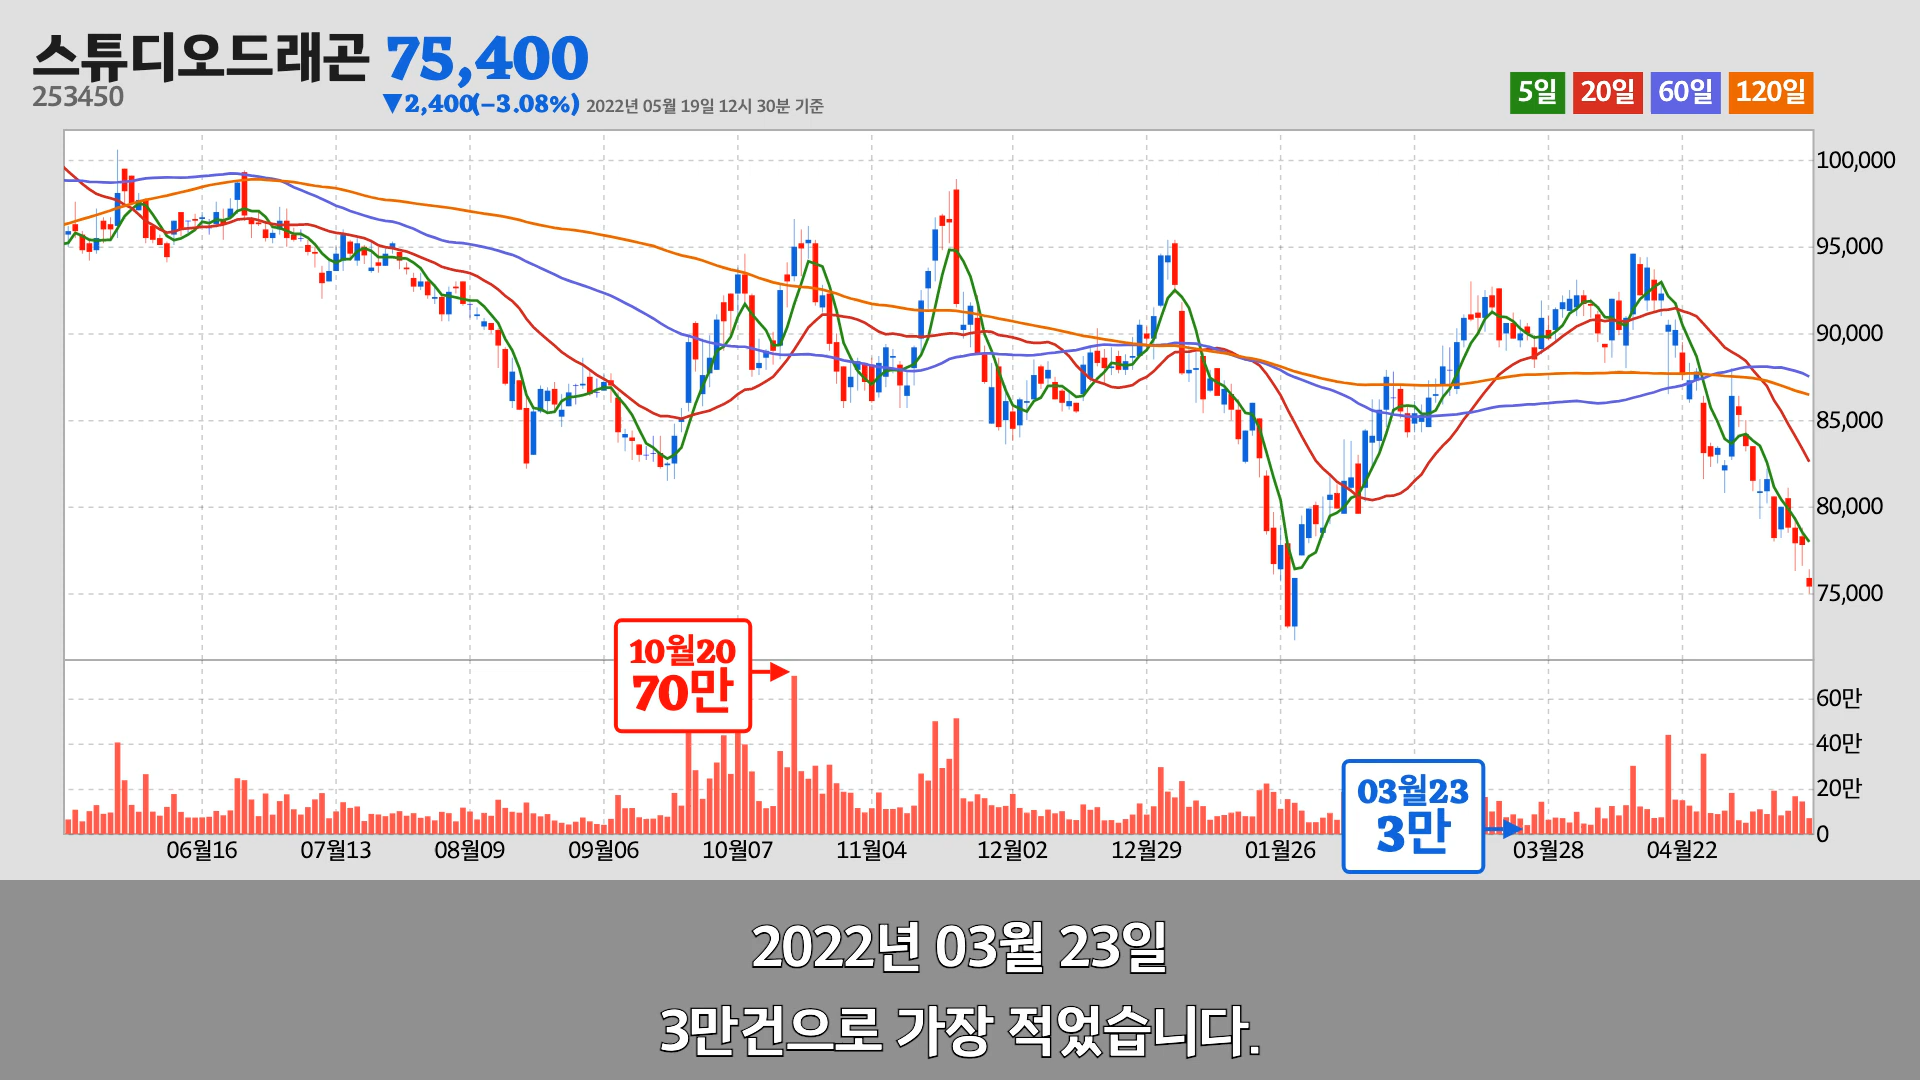 스튜디오드래곤 75,400
253450
▼2,400(−3.08%) 2022년 05월 19일 12시 30분 기준
5일 20일 60일 120일
100,000
95,000
90,000
85,000
80,000
75,000
10월20
70만
60만
40만
20만
0
03월23
3만
06월16 07월13 08월09 09월06 10월07 11월04 12월02 12월29 01월26 03월28 04월22
2022년 03월 23일
3만건으로 가장 적었습니다.